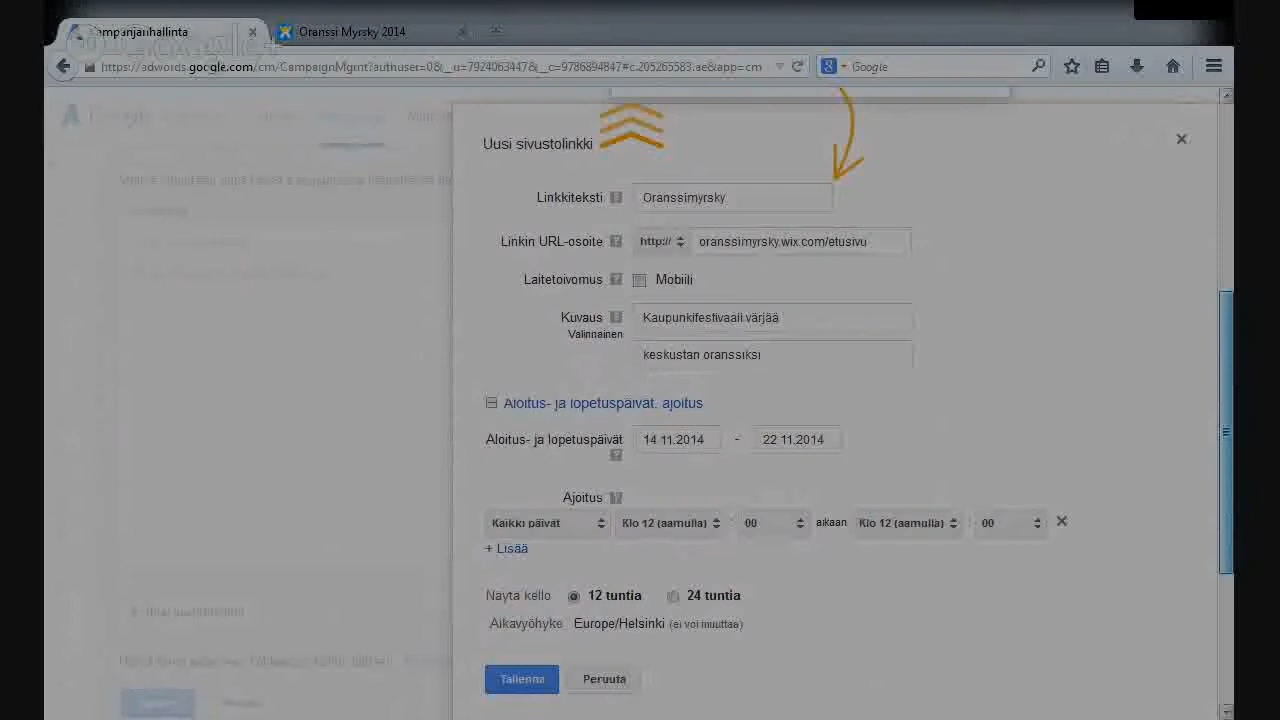 Kampanjanhallinta
Oranssi Myrsky 2014
https://adwords.google.com/cm/CampaignMgmt?authuser=0&__u=7924063447&__c=9786894847#c.205265583.ae&app=cm
Google
Uusi sivustolinkki
Linkkiteksti
Oranssimyrsky
Linkin URL-osoite
http://
oranssimyrsky.wix.com/etusivu
Laitetoivomus
Mobiili
Kuvaus
Kaupunkifestivaali värjää
Valinnainen
keskustan oranssiksi
Aloitus- ja lopetuspäivät, ajoitus
Aloitus- ja lopetuspäivät
14.11.2014 - 22.11.2014
Ajoitus
Kaikki päivät Klo 12 (aamulla) : 00 aikaan Klo 12 (aamulla) : 00
+ Lisää
Näytä kello 12 tuntia 24 tuntia
Aikavyöhyke Europe/Helsinki (ei voi muuttaa)
Tallenna Peruuta